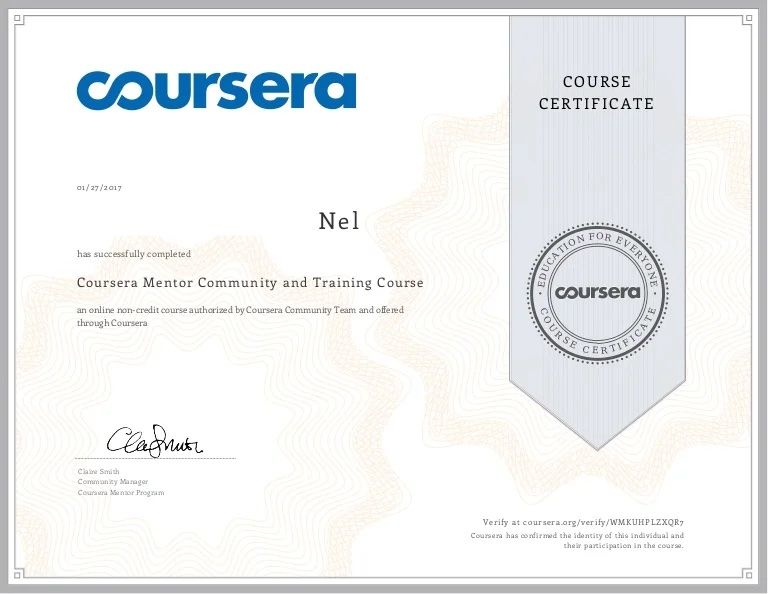 coursera
COURSE
CERTIFICATE
01/27/2017
Nel
has successfully completed
Coursera Mentor Community and Training Course
an online non-credit course authorized by Coursera Community Team and offered
through Coursera
EDUCATION FOR EVERYONE
coursera
COURSE CERTIFICATE
Claire Smith
Community Manager
Coursera Mentor Program
Verify at coursera.org/verify/WMKUHPLZXQR7
Coursera has confirmed the identity of this individual and
their participation in the course.